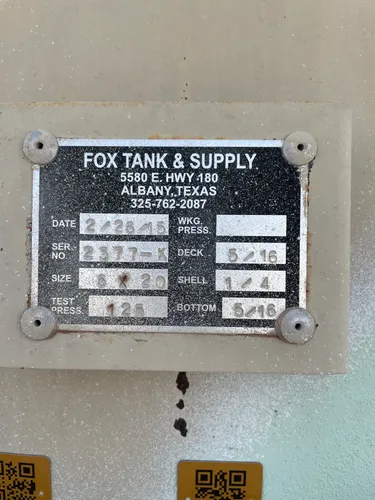 FOX TANK & SUPPLY
5580 E. HWY 180
ALBANY, TEXAS
325-762-2087
DATE 2/26/15 WKG. PRESS.
SER. NO. 2377-K DECK 5/16
SIZE 6 x 20 SHELL 1/4
TEST PRESS. 125 BOTTOM 5/16